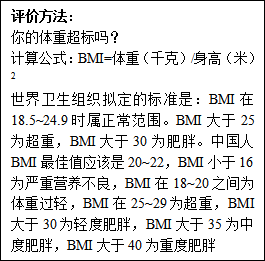 评价方法：
你的体重超标吗？
计算公式：BMI=体重（千克）/身高（米）
2
世界卫生组织拟定的标准是：BMI 在
18.5~24.9 时属正常范围。BMI 大于 25
为超重，BMI 大于 30 为肥胖。中国人
BMI 最佳值应该是 20~22，BMI 小于 16
为严重营养不良，BMI 在 18~20 之间为
体重过轻，BMI 在 25~29 为超重，BMI
大于 30 为轻度肥胖，BMI 大于 35 为中
度肥胖，BMI 大于 40 为重度肥胖